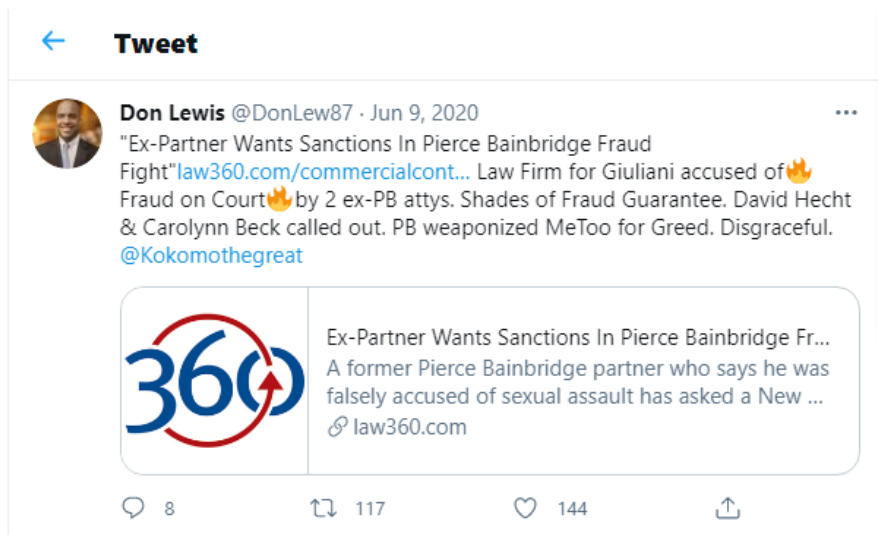 Tweet
Don Lewis @DonLew87 · Jun 9, 2020
"Ex-Partner Wants Sanctions In Pierce Bainbridge Fraud
Fight"law360.com/commercialcont... Law Firm for Giuliani accused of🔥
Fraud on Court🔥by 2 ex-PB attys. Shades of Fraud Guarantee. David Hecht
& Carolynn Beck called out. PB weaponized MeToo for Greed. Disgraceful.
@Kokomothegreat
360
Ex-Partner Wants Sanctions In Pierce Bainbridge Fr...
A former Pierce Bainbridge partner who says he was
falsely accused of sexual assault has asked a New ...
law360.com
8 117 144